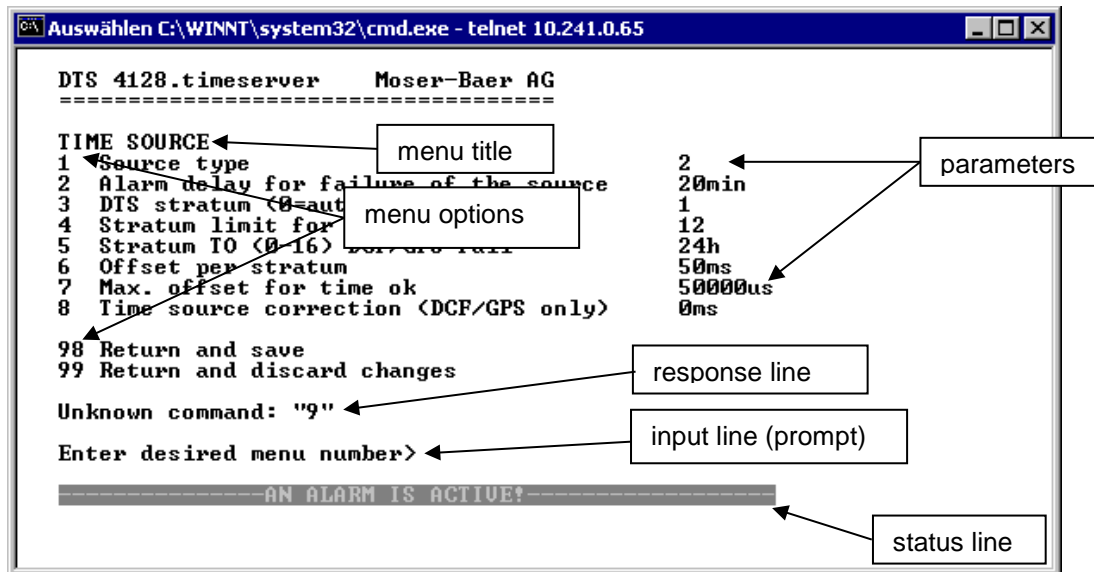 Auswählen C:\WINNT\system32\cmd.exe - telnet 10.241.0.65
DTS 4128.timeserver Moser-Baer AG
====================================
TIME SOURCE
menu title
1 Source type 2
parameters
2 Alarm delay for failure of the source 20min
3 DTS stratum (0=aut 1
menu options
4 Stratum limit for 12
5 Stratum TO (0-16) 24h
6 Offset per stratum 50ms
7 Max. offset for time ok 50000us
8 Time source correction (DCF/GPS only) 0ms
98 Return and save
99 Return and discard changes
response line
Unknown command: "9"
input line (prompt)
Enter desired menu number>
---------------AN ALARM IS ACTIVE!------------------
status line